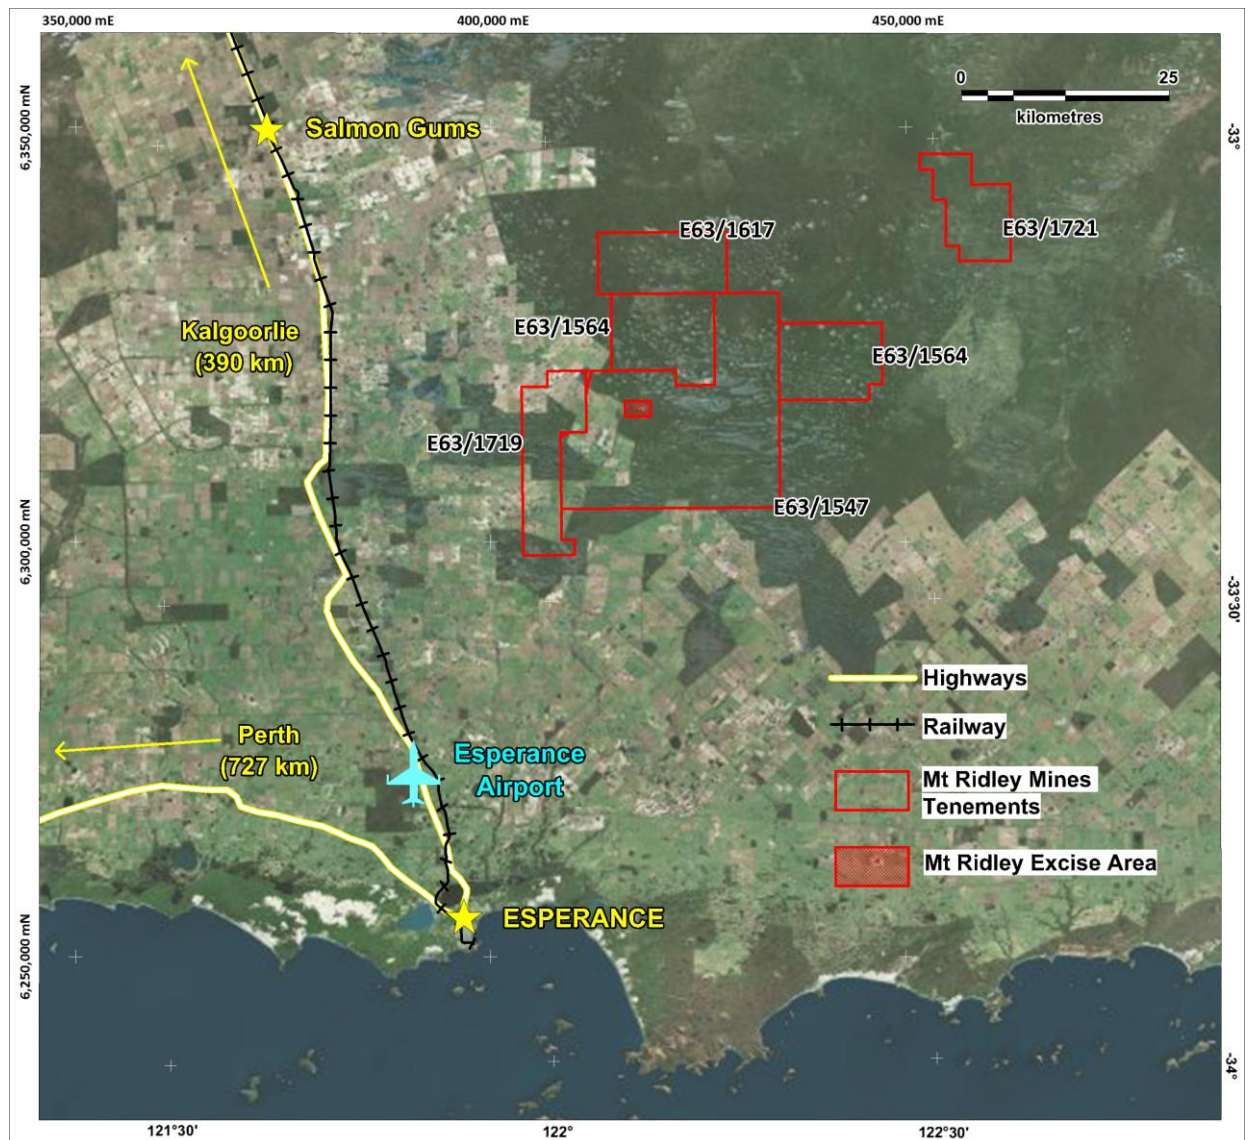 350,000 mE
400,000 mE
450,000 mE
0
25
kilometres
6,350,000 mN
-33°
Salmon Gums
E63/1617
E63/1721
Kalgoorlie
(390 km)
E63/1564
E63/1564
E63/1719
E63/1547
6,300,000 mN
-33°30'
Highways
Railway
Mt Ridley Mines
Tenements
Mt Ridley Excise Area
Perth
(727 km)
Esperance
Airport
ESPERANCE
6,250,000 mN
-34°
121°30'
122°
122°30'